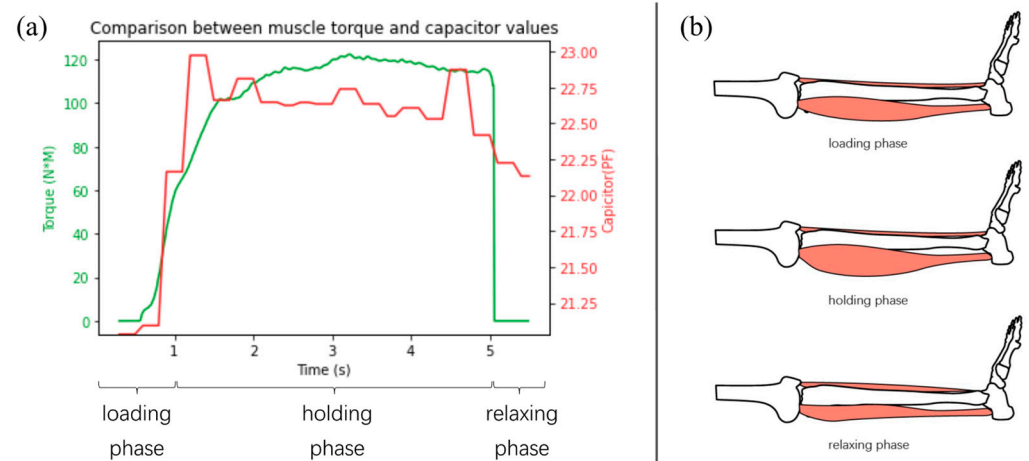 (a)
Comparison between muscle torque and capacitor values
120
100
80
60
40
20
0
Torque (N*M)
23.00
22.75
22.50
22.25
22.00
21.75
21.50
21.25
Capicitor(PF)
1 2 3 4 5
Time (s)
loading phase
holding phase
relaxing phase
(b)
loading phase
holding phase
relaxing phase